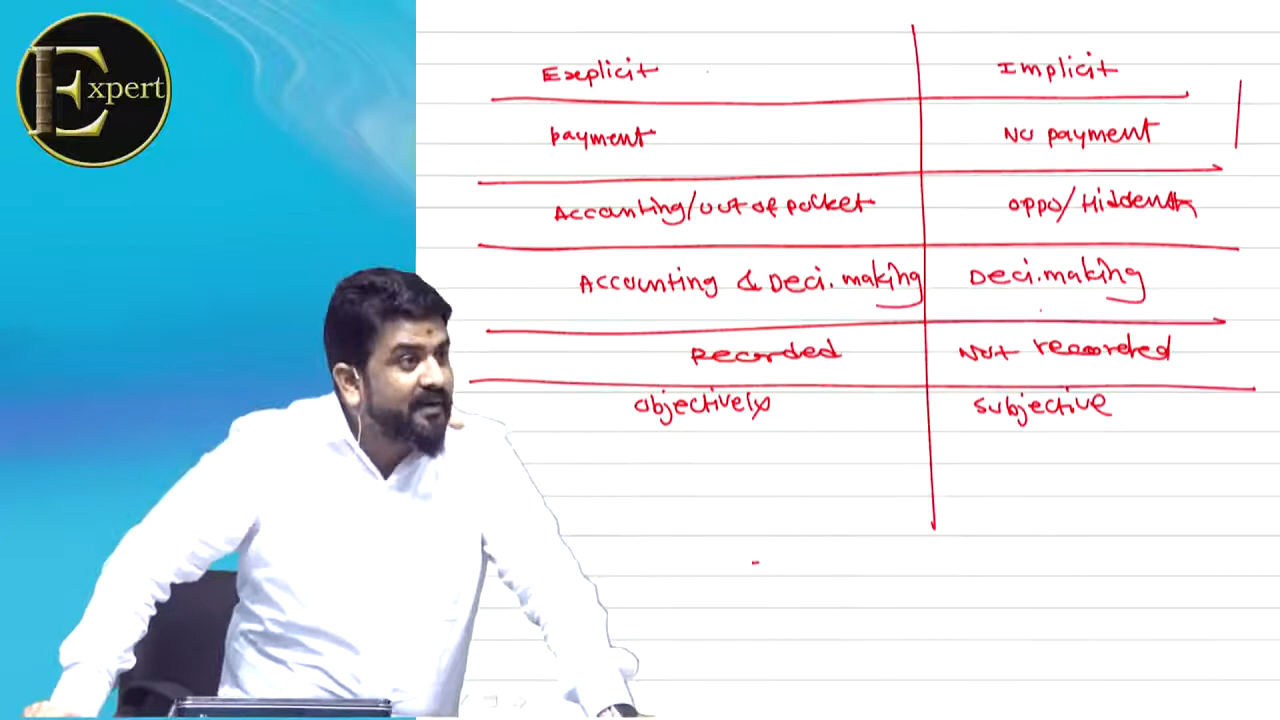 Expert
Explicit Implicit
payment No payment
Accounting/out of pocket oppo/Hidden
Accounting & Deci.making Deci.making
Recorded Not recorded
objectively subjective